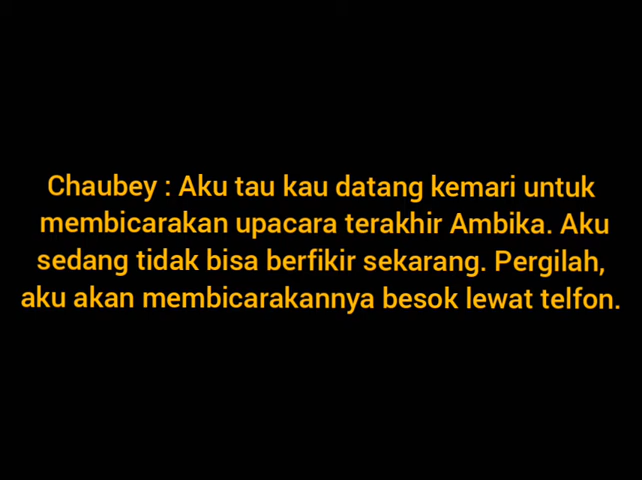 Chaubey : Aku tau kau datang kemari untuk
membicarakan upacara terakhir Ambika. Aku
sedang tidak bisa berfikir sekarang. Pergilah,
aku akan membicarakannya besok lewat telfon.